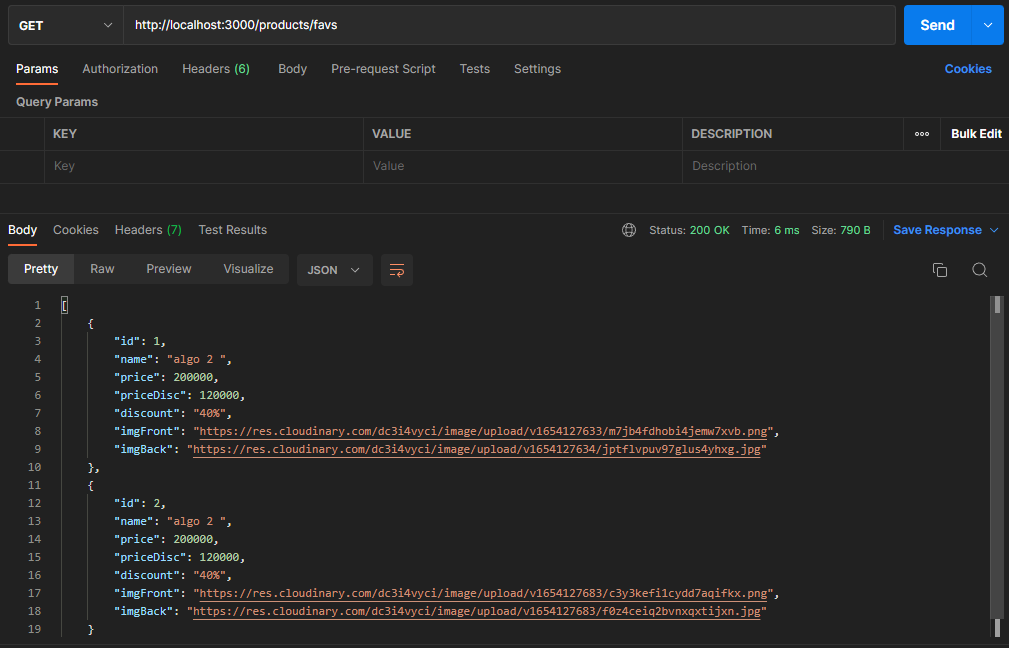 GET http://localhost:3000/products/favs Send
Params Authorization Headers (6) Body Pre-request Script Tests Settings Cookies
Query Params
KEY VALUE DESCRIPTION ooo Bulk Edit
Key Value Description
Body Cookies Headers (7) Test Results Status: 200 OK Time: 6 ms Size: 790 B Save Response
Pretty Raw Preview Visualize JSON
1 [
2 {
3 "id": 1,
4 "name": "algo 2 ",
5 "price": 200000,
6 "priceDisc": 120000,
7 "discount": "40%",
8 "imgFront": "https://res.cloudinary.com/dc3i4vyci/image/upload/v1654127633/m7jb4fdhobi4jemw7xvb.png",
9 "imgBack": "https://res.cloudinary.com/dc3i4vyci/image/upload/v1654127634/jptflvpuv97glus4yhxg.jpg"
10 },
11 {
12 "id": 2,
13 "name": "algo 2 ",
14 "price": 200000,
15 "priceDisc": 120000,
16 "discount": "40%",
17 "imgFront": "https://res.cloudinary.com/dc3i4vyci/image/upload/v1654127683/c3y3kefi1cydd7aqifkx.png",
18 "imgBack": "https://res.cloudinary.com/dc3i4vyci/image/upload/v1654127683/f0z4ceiq2bvnxqxtijxn.jpg"
19 }